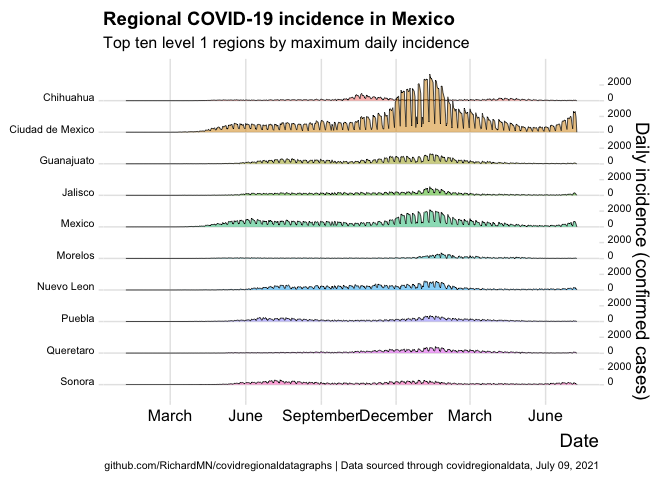 Regional COVID-19 incidence in Mexico
Top ten level 1 regions by maximum daily incidence
Chihuahua
Ciudad de Mexico
Guanajuato
Jalisco
Mexico
Morelos
Nuevo Leon
Puebla
Queretaro
Sonora
2000
0
2000
0
2000
0
2000
0
2000
0
2000
0
2000
0
2000
0
2000
0
2000
0
Daily incidence (confirmed cases)
March June September December March June
Date
github.com/RichardMN/covidregionaldatagraphs | Data sourced through covidregionaldata, July 09, 2021